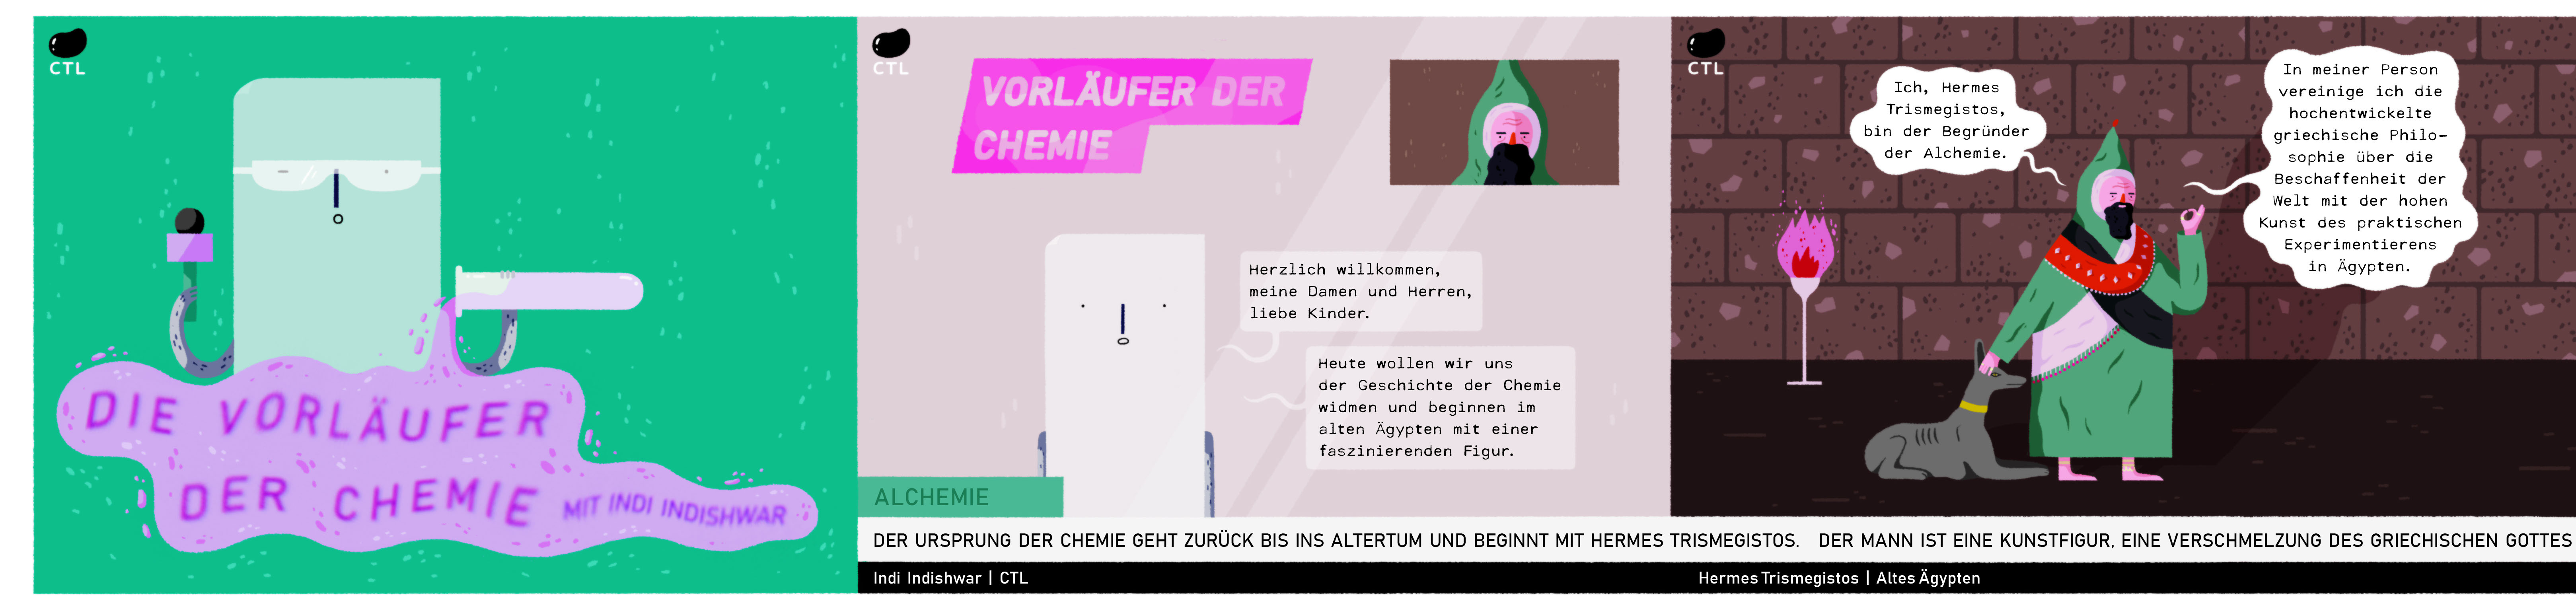 CTL
DIE VORLÄUFER
DER CHEMIE MIT INDI INDISHWAR
CTL
VORLÄUFER DER
CHEMIE
Herzlich willkommen,
meine Damen und Herren,
liebe Kinder.
Heute wollen wir uns
der Geschichte der Chemie
widmen und beginnen im
alten Ägypten mit einer
faszinierenden Figur.
ALCHEMIE
CTL
Ich, Hermes
Trismegistos,
bin der Begründer
der Alchemie.
In meiner Person
vereinige ich die
hochentwickelte
griechische Philo-
sophie über die
Beschaffenheit der
Welt mit der hohen
Kunst des praktischen
Experimentierens
in Ägypten.
DER URSPRUNG DER CHEMIE GEHT ZURÜCK BIS INS ALTERTUM UND BEGINNT MIT HERMES TRISMEGISTOS. DER MANN IST EINE KUNSTFIGUR, EINE VERSCHMELZUNG DES GRIECHISCHEN GOTTES
Indi Indishwar | CTL
Hermes Trismegistos | Altes Ägypten